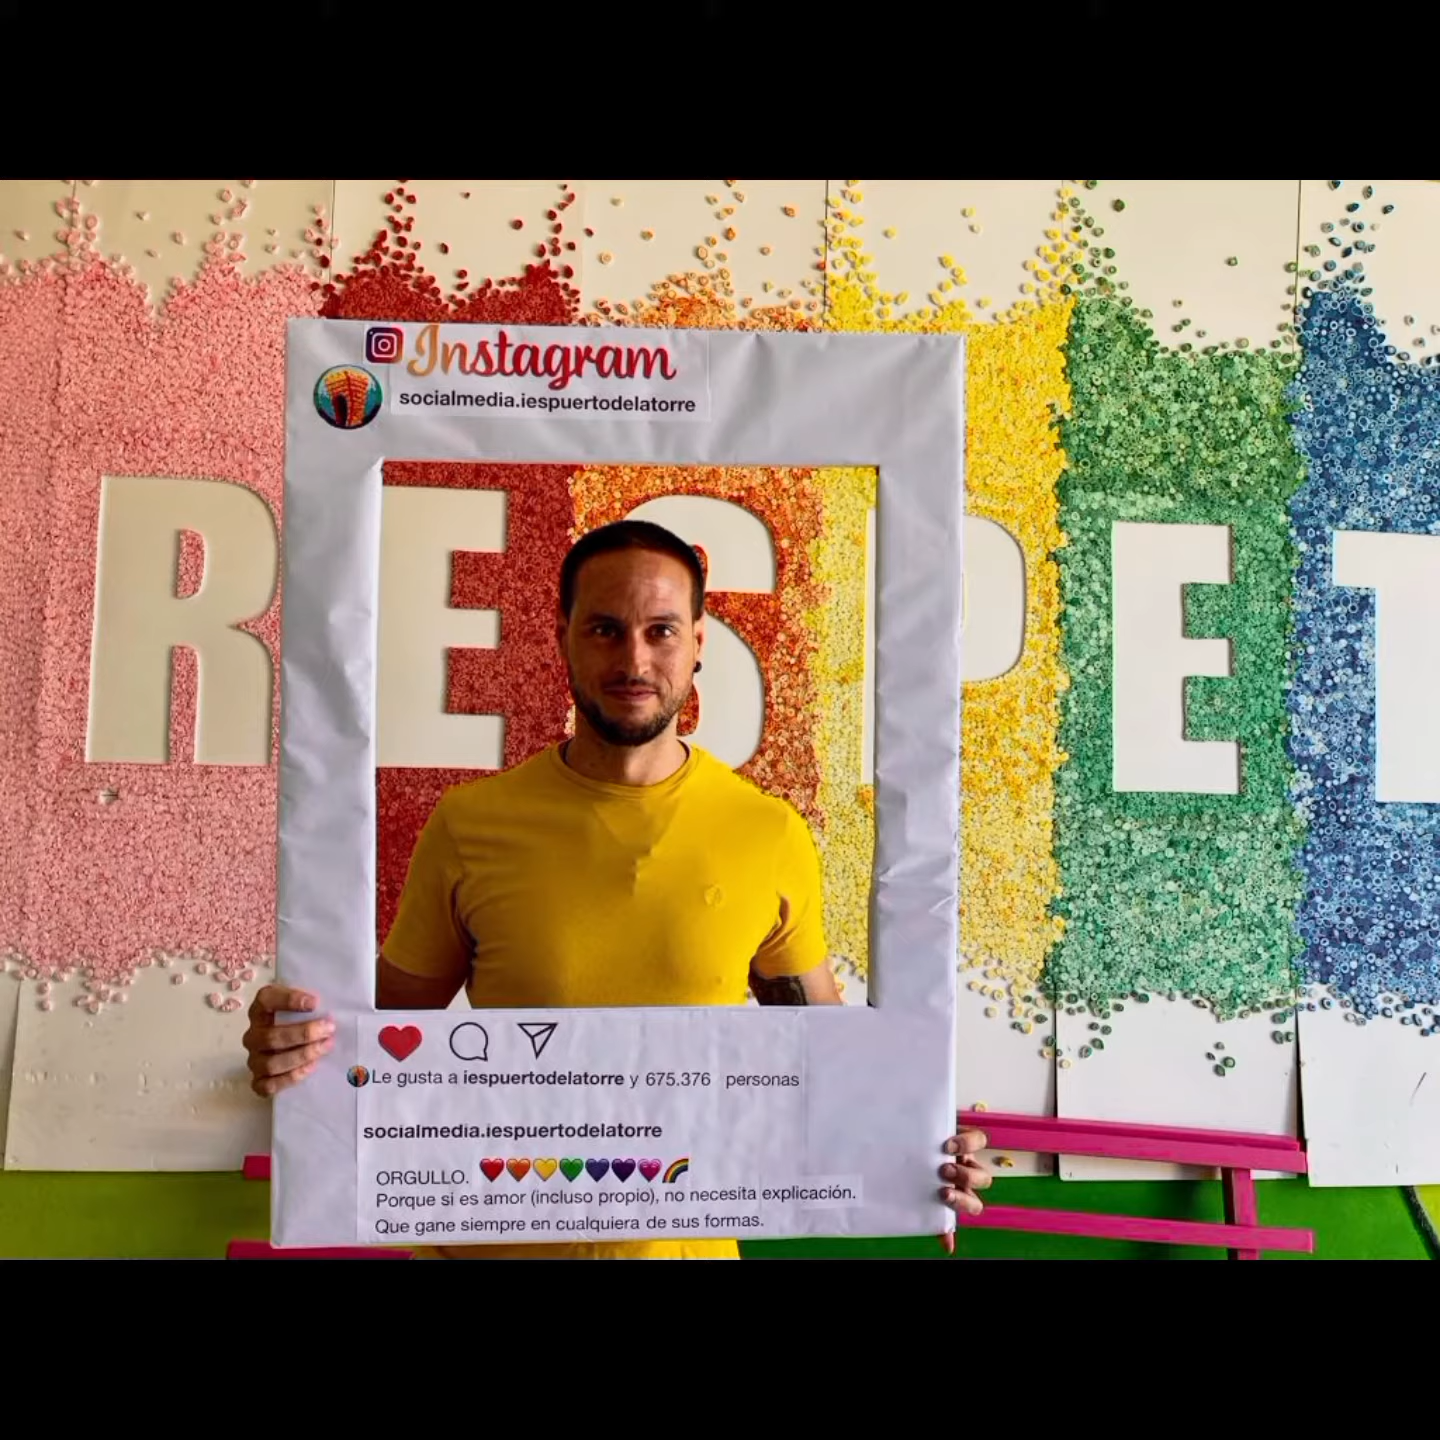 Instagram
socialmedia.iespuertodelatorre
RESPET
Le gusta a iespuertodelatorre y 675.376 personas
socialmedia.iespuertodelatorre
ORGULLO.
Porque si es amor (incluso propio), no necesita explicación.
Que gane siempre en cualquiera de sus formas.